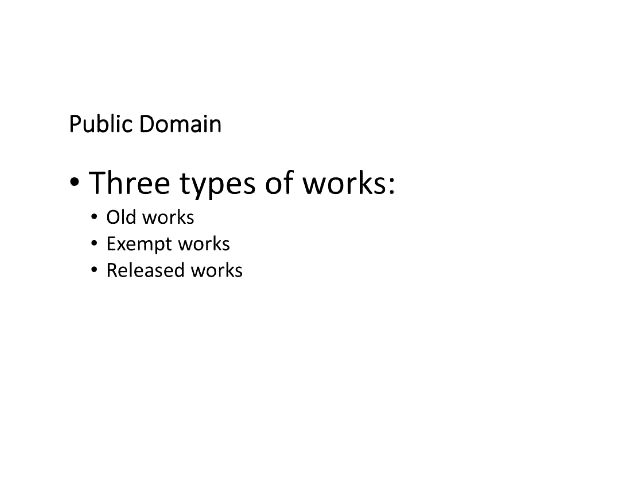 Public Domain
• Three types of works:
• Old works
• Exempt works
• Released works